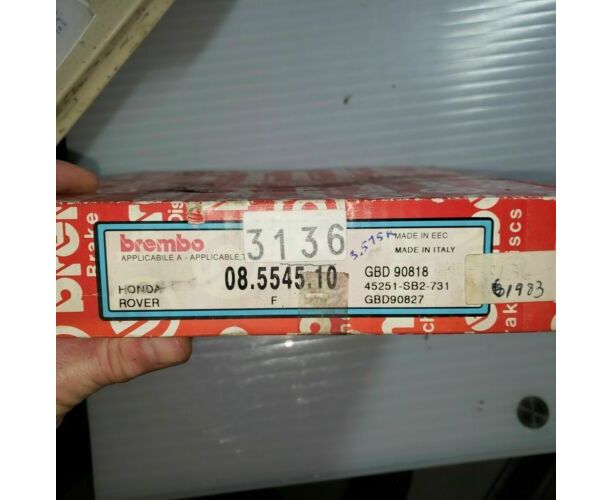 brembo
3136
3.575K
MADE IN EEC
APPLICABILE A - APPLICABLE,T
MADE IN ITALY
08.5545.10
GBD 90818
HONDA
45251-SB2-731
ROVER
F
GBD90827
61983
Brake
Discs